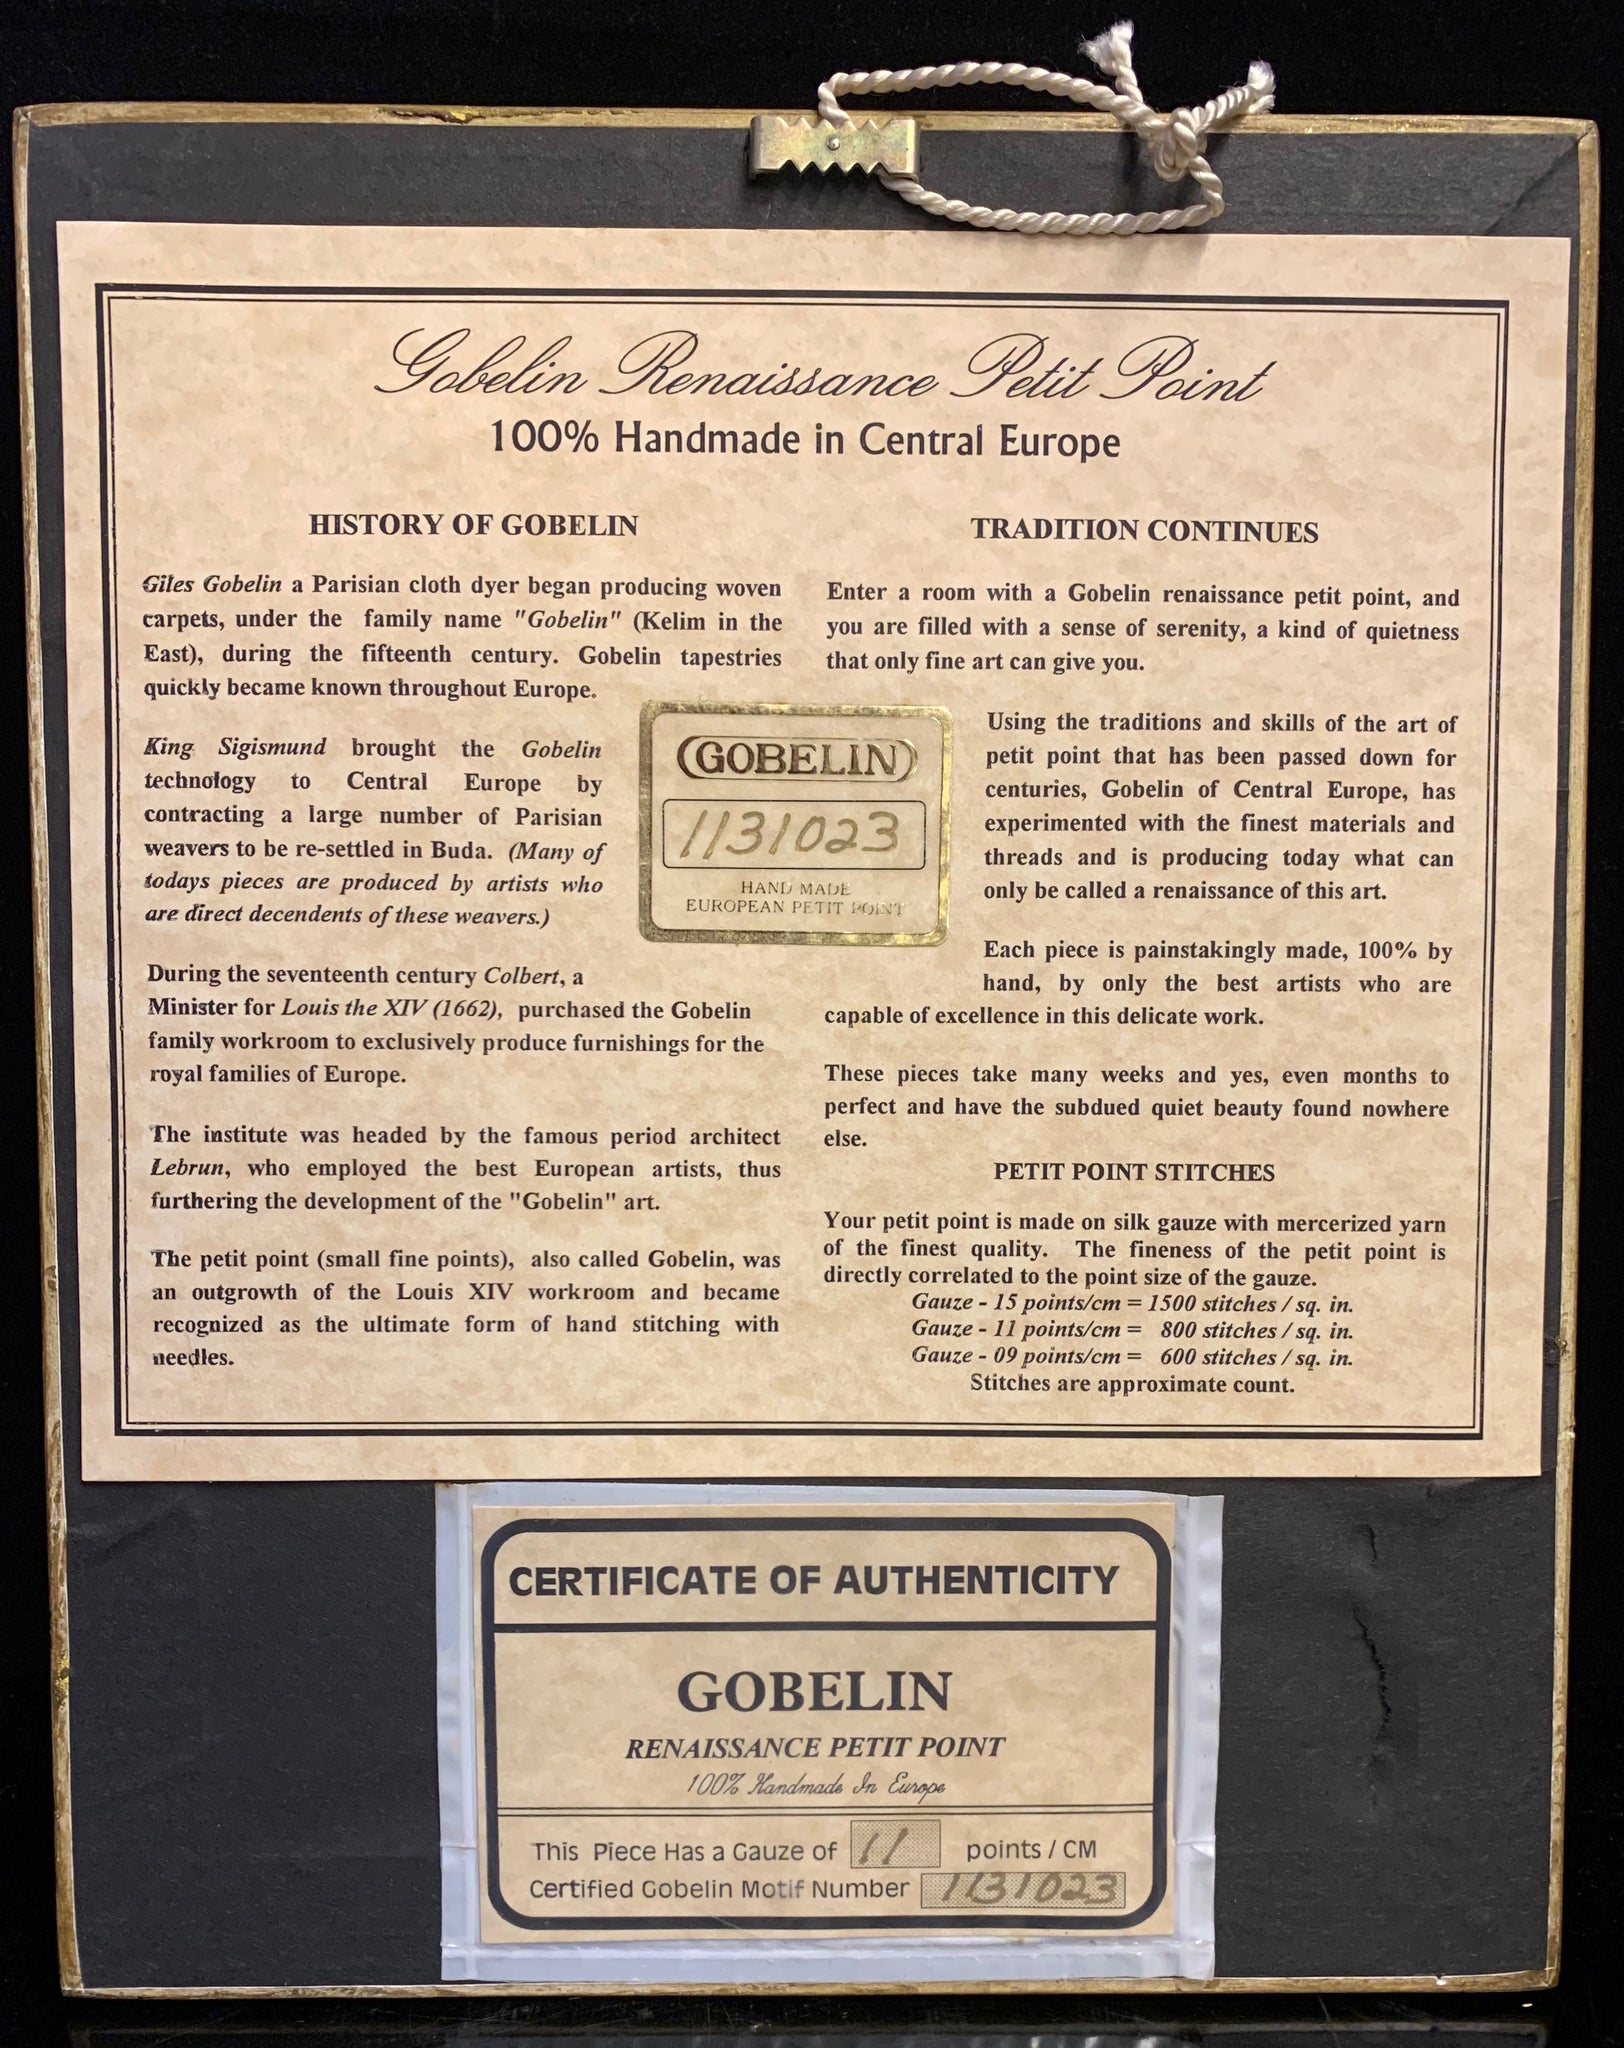 Gobelin Renaissance Petit Point
100% Handmade in Central Europe
HISTORY OF GOBELIN
Giles Gobelin a Parisian cloth dyer began producing woven
carpets, under the family name "Gobelin" (Kelim in the
East), during the fifteenth century. Gobelin tapestries
quickly became known throughout Europe.
King Sigismund brought the Gobelin
technology to Central Europe by
contracting a large number of Parisian
weavers to be re-settled in Buda. (Many of
todays pieces are produced by artists who
are direct decendents of these weavers.)
During the seventeenth century Colbert, a
Minister for Louis the XIV (1662), purchased the Gobelin
family workroom to exclusively produce furnishings for the
royal families of Europe.
The institute was headed by the famous period architect
Lebrun, who employed the best European artists, thus
furthering the development of the "Gobelin" art.
The petit point (small fine points), also called Gobelin, was
an outgrowth of the Louis XIV workroom and became
recognized as the ultimate form of hand stitching with
needles.
GOBELIN
1131023
HAND MADE
EUROPEAN PETIT POINT
TRADITION CONTINUES
Enter a room with a Gobelin renaissance petit point, and
you are filled with a sense of serenity, a kind of quietness
that only fine art can give you.
Using the traditions and skills of the art of
petit point that has been passed down for
centuries, Gobelin of Central Europe, has
experimented with the finest materials and
threads and is producing today what can
only be called a renaissance of this art.
Each piece is painstakingly made, 100% by
hand, by only the best artists who are
capable of excellence in this delicate work.
These pieces take many weeks and yes, even months to
perfect and have the subdued quiet beauty found nowhere
else.
PETIT POINT STITCHES
Your petit point is made on silk gauze with mercerized yarn
of the finest quality. The fineness of the petit point is
directly correlated to the point size of the gauze.
Gauze - 15 points/cm = 1500 stitches / sq. in.
Gauze - 11 points/cm = 800 stitches / sq. in.
Gauze - 09 points/cm = 600 stitches / sq. in.
Stitches are approximate count.
CERTIFICATE OF AUTHENTICITY
GOBELIN
RENAISSANCE PETIT POINT
100% Handmade In Europe
This Piece Has a Gauze of 11 points / CM
Certified Gobelin Motif Number 1131023